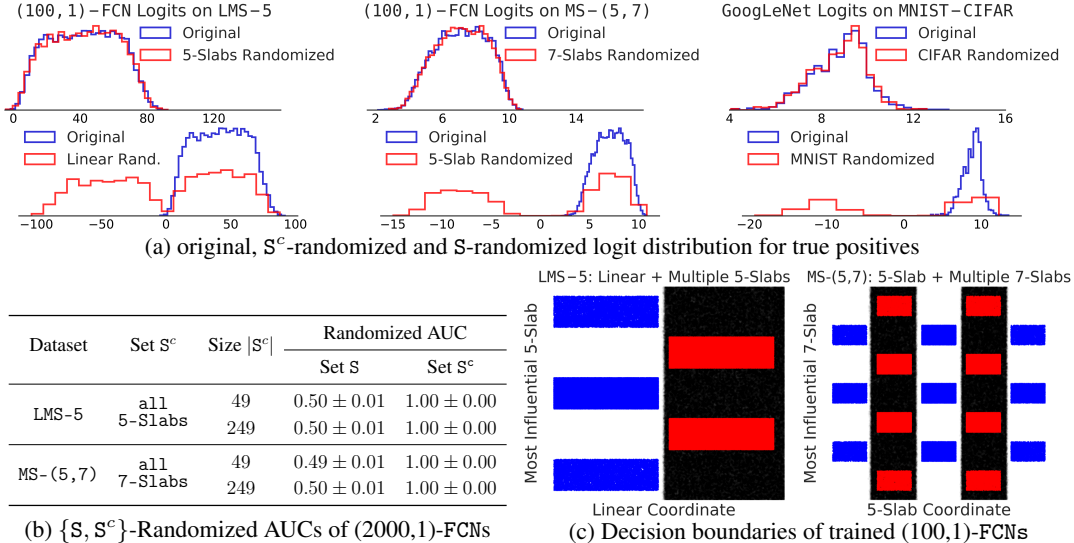 (100,1)-FCN Logits on LMS-5
Original
5-Slabs Randomized
0 40 80 120
Original
Linear Rand.
−100 −50 0 50 100
(100,1)-FCN Logits on MS-(5,7)
Original
7-Slabs Randomized
2 6 10 14
Original
5-Slab Randomized
−15 −10 −5 0 5 10
GoogLeNet Logits on MNIST-CIFAR
Original
CIFAR Randomized
4 8 12 16
Original
MNIST Randomized
−20 −10 0 10
(a) original, S^c-randomized and S-randomized logit distribution for true positives
Dataset Set S^c Size |S^c| Randomized AUC
Set S Set S^c
LMS-5 all 5-Slabs 49 0.50 ± 0.01 1.00 ± 0.00
249 0.50 ± 0.01 1.00 ± 0.00
MS-(5,7) all 7-Slabs 49 0.49 ± 0.01 1.00 ± 0.00
249 0.50 ± 0.01 1.00 ± 0.00
(b) {S, S^c}-Randomized AUCs of (2000,1)-FCNs
LMS-5: Linear + Multiple 5-Slabs
Most Influential 5-Slab
Linear Coordinate
MS-(5,7): 5-Slab + Multiple 7-Slabs
Most Influential 7-Slab
5-Slab Coordinate
(c) Decision boundaries of trained (100,1)-FCNs